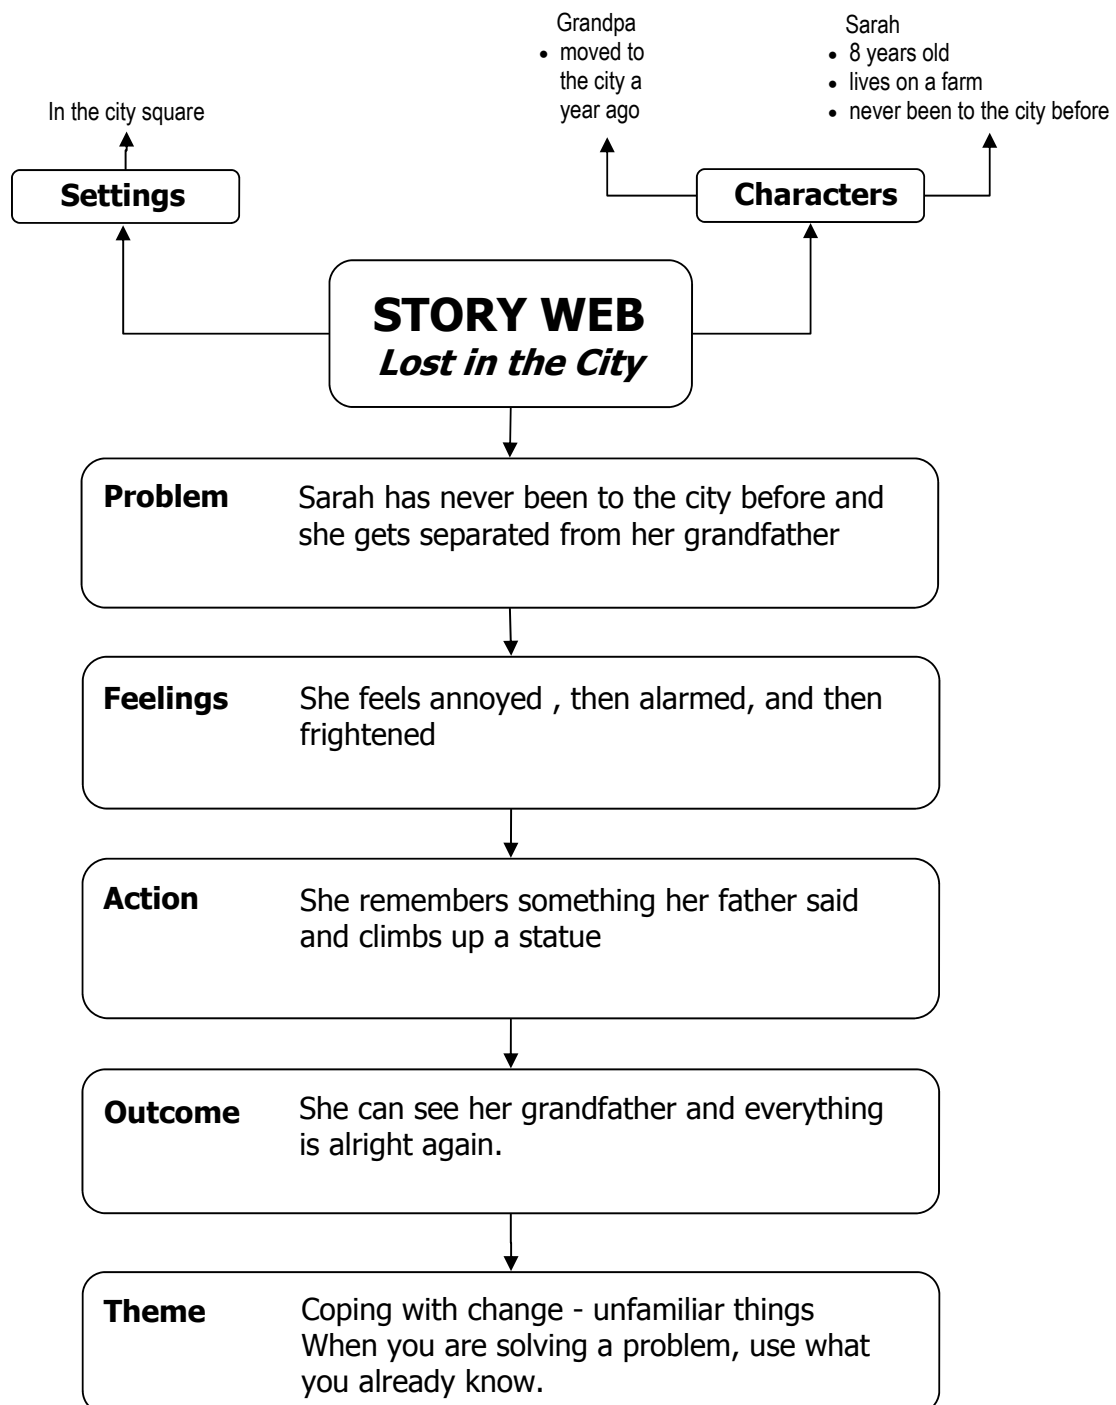 Grandpa
• moved to
the city a
year ago
Sarah
• 8 years old
• lives on a farm
• never been to the city before
In the city square
Settings
Characters
STORY WEB
Lost in the City
Problem
Sarah has never been to the city before and
she gets separated from her grandfather
Feelings
She feels annoyed , then alarmed, and then
frightened
Action
She remembers something her father said
and climbs up a statue
Outcome
She can see her grandfather and everything
is alright again.
Theme
Coping with change - unfamiliar things
When you are solving a problem, use what
you already know.